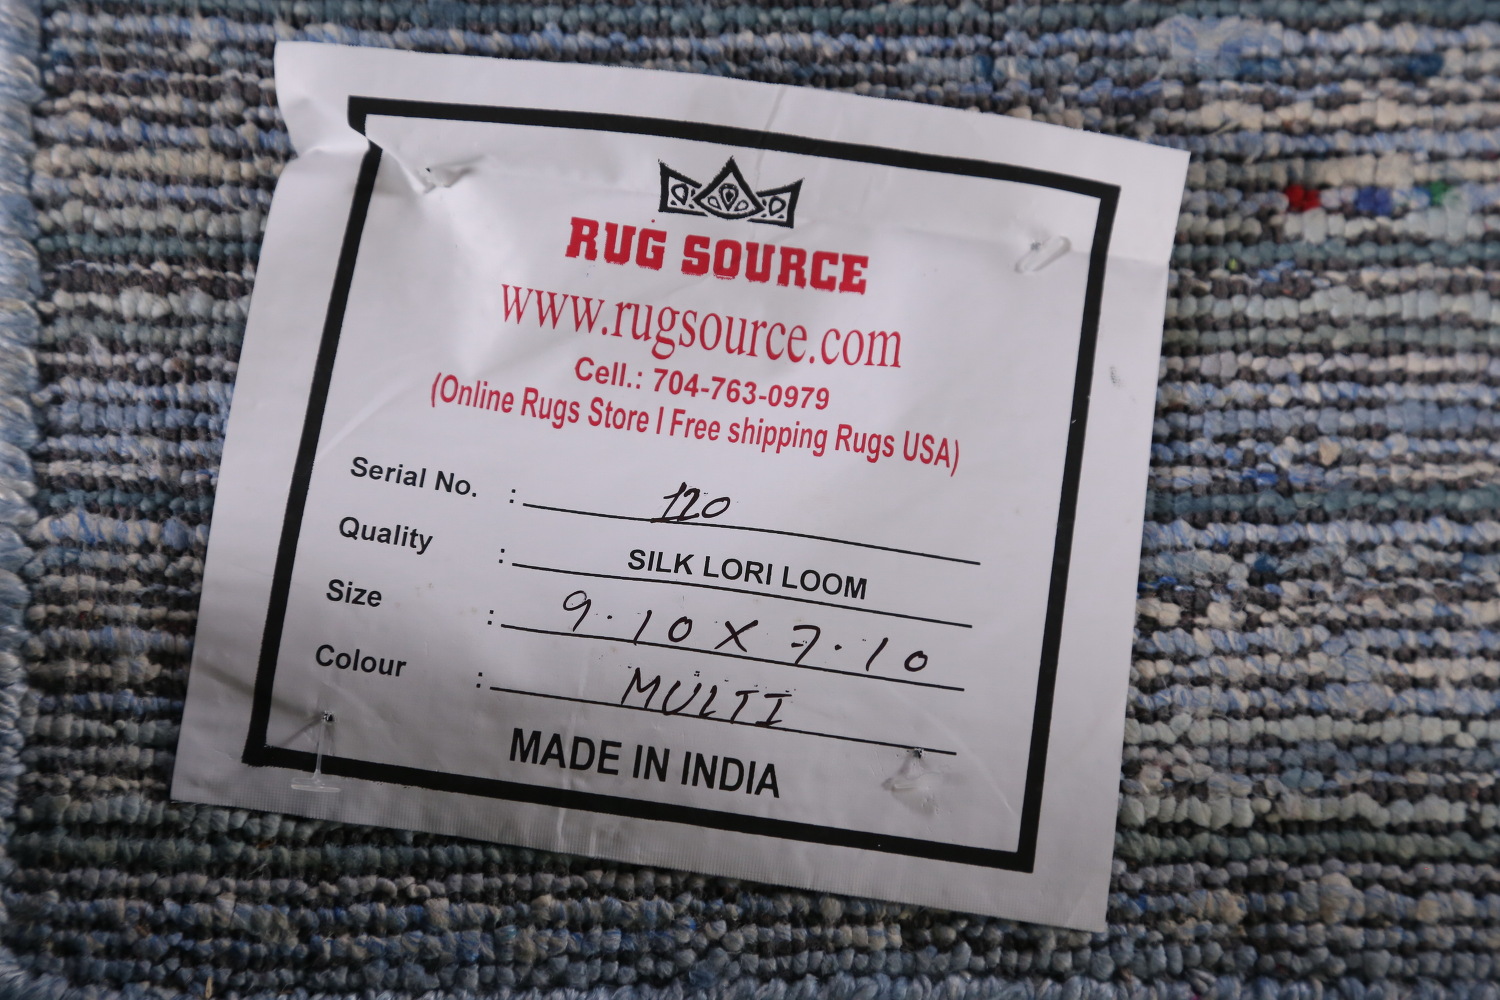 RUG SOURCE
www.rugsource.com
Cell.: 704-763-0979
(Online Rugs Store I Free shipping Rugs USA)
Serial No. : 120
Quality : SILK LORI LOOM
Size : 9.10 X 7.10
Colour : MULTI
MADE IN INDIA